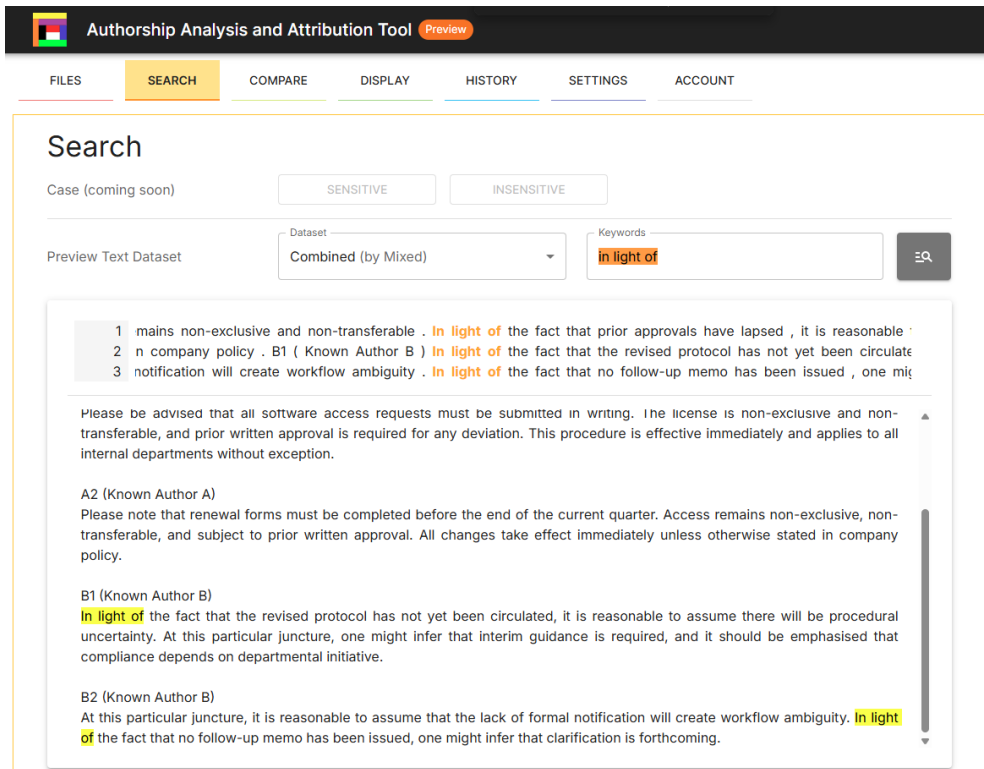 Authorship Analysis and Attribution Tool Preview
FILES SEARCH COMPARE DISPLAY HISTORY SETTINGS ACCOUNT
Search
Case (coming soon) SENSITIVE INSENSITIVE
Dataset Keywords
Preview Text Dataset Combined (by Mixed) in light of
1 mains non-exclusive and non-transferable . In light of the fact that prior approvals have lapsed , it is reasonable
2 n company policy . B1 ( Known Author B ) In light of the fact that the revised protocol has not yet been circulate
3 notification will create workflow ambiguity . In light of the fact that no follow-up memo has been issued , one mig
Please be advised that all software access requests must be submitted in writing. The license is non-exclusive and non-
transferable, and prior written approval is required for any deviation. This procedure is effective immediately and applies to all
internal departments without exception.
A2 (Known Author A)
Please note that renewal forms must be completed before the end of the current quarter. Access remains non-exclusive, non-
transferable, and subject to prior written approval. All changes take effect immediately unless otherwise stated in company
policy.
B1 (Known Author B)
In light of the fact that the revised protocol has not yet been circulated, it is reasonable to assume there will be procedural
uncertainty. At this particular juncture, one might infer that interim guidance is required, and it should be emphasised that
compliance depends on departmental initiative.
B2 (Known Author B)
At this particular juncture, it is reasonable to assume that the lack of formal notification will create workflow ambiguity. In light
of the fact that no follow-up memo has been issued, one might infer that clarification is forthcoming.